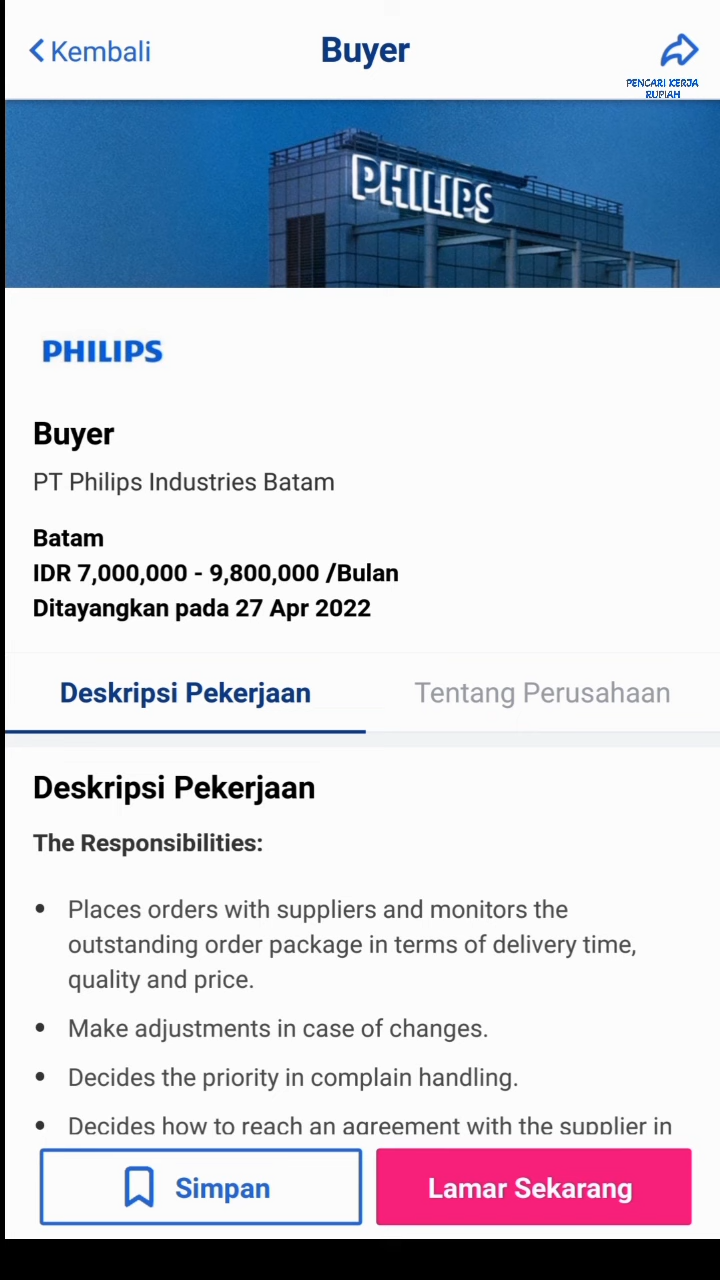 Kembali
Buyer
PENCARI KERJA
RUPIAH
PHILIPS
PHILIPS
Buyer
PT Philips Industries Batam
Batam
IDR 7,000,000 - 9,800,000 /Bulan
Ditayangkan pada 27 Apr 2022
Deskripsi Pekerjaan
Tentang Perusahaan
Deskripsi Pekerjaan
The Responsibilities:
• Places orders with suppliers and monitors the
outstanding order package in terms of delivery time,
quality and price.
• Make adjustments in case of changes.
• Decides the priority in complain handling.
• Decides how to reach an agreement with the supplier in
Simpan
Lamar Sekarang